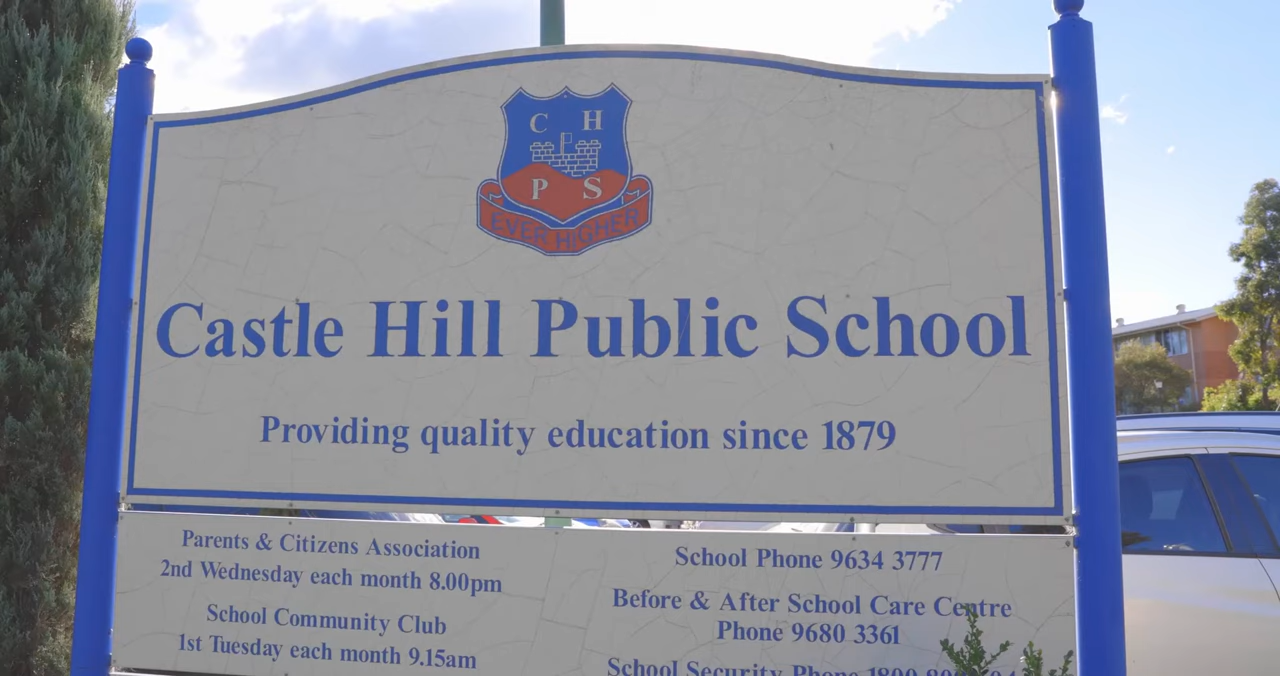 C H
P S
EVER HIGHER
Castle Hill Public School
Providing quality education since 1879
Parents & Citizens Association
2nd Wednesday each month 8.00pm
School Community Club
1st Tuesday each month 9.15am
School Phone 9634 3777
Before & After School Care Centre
Phone 9680 3361
School Security Phone 1800